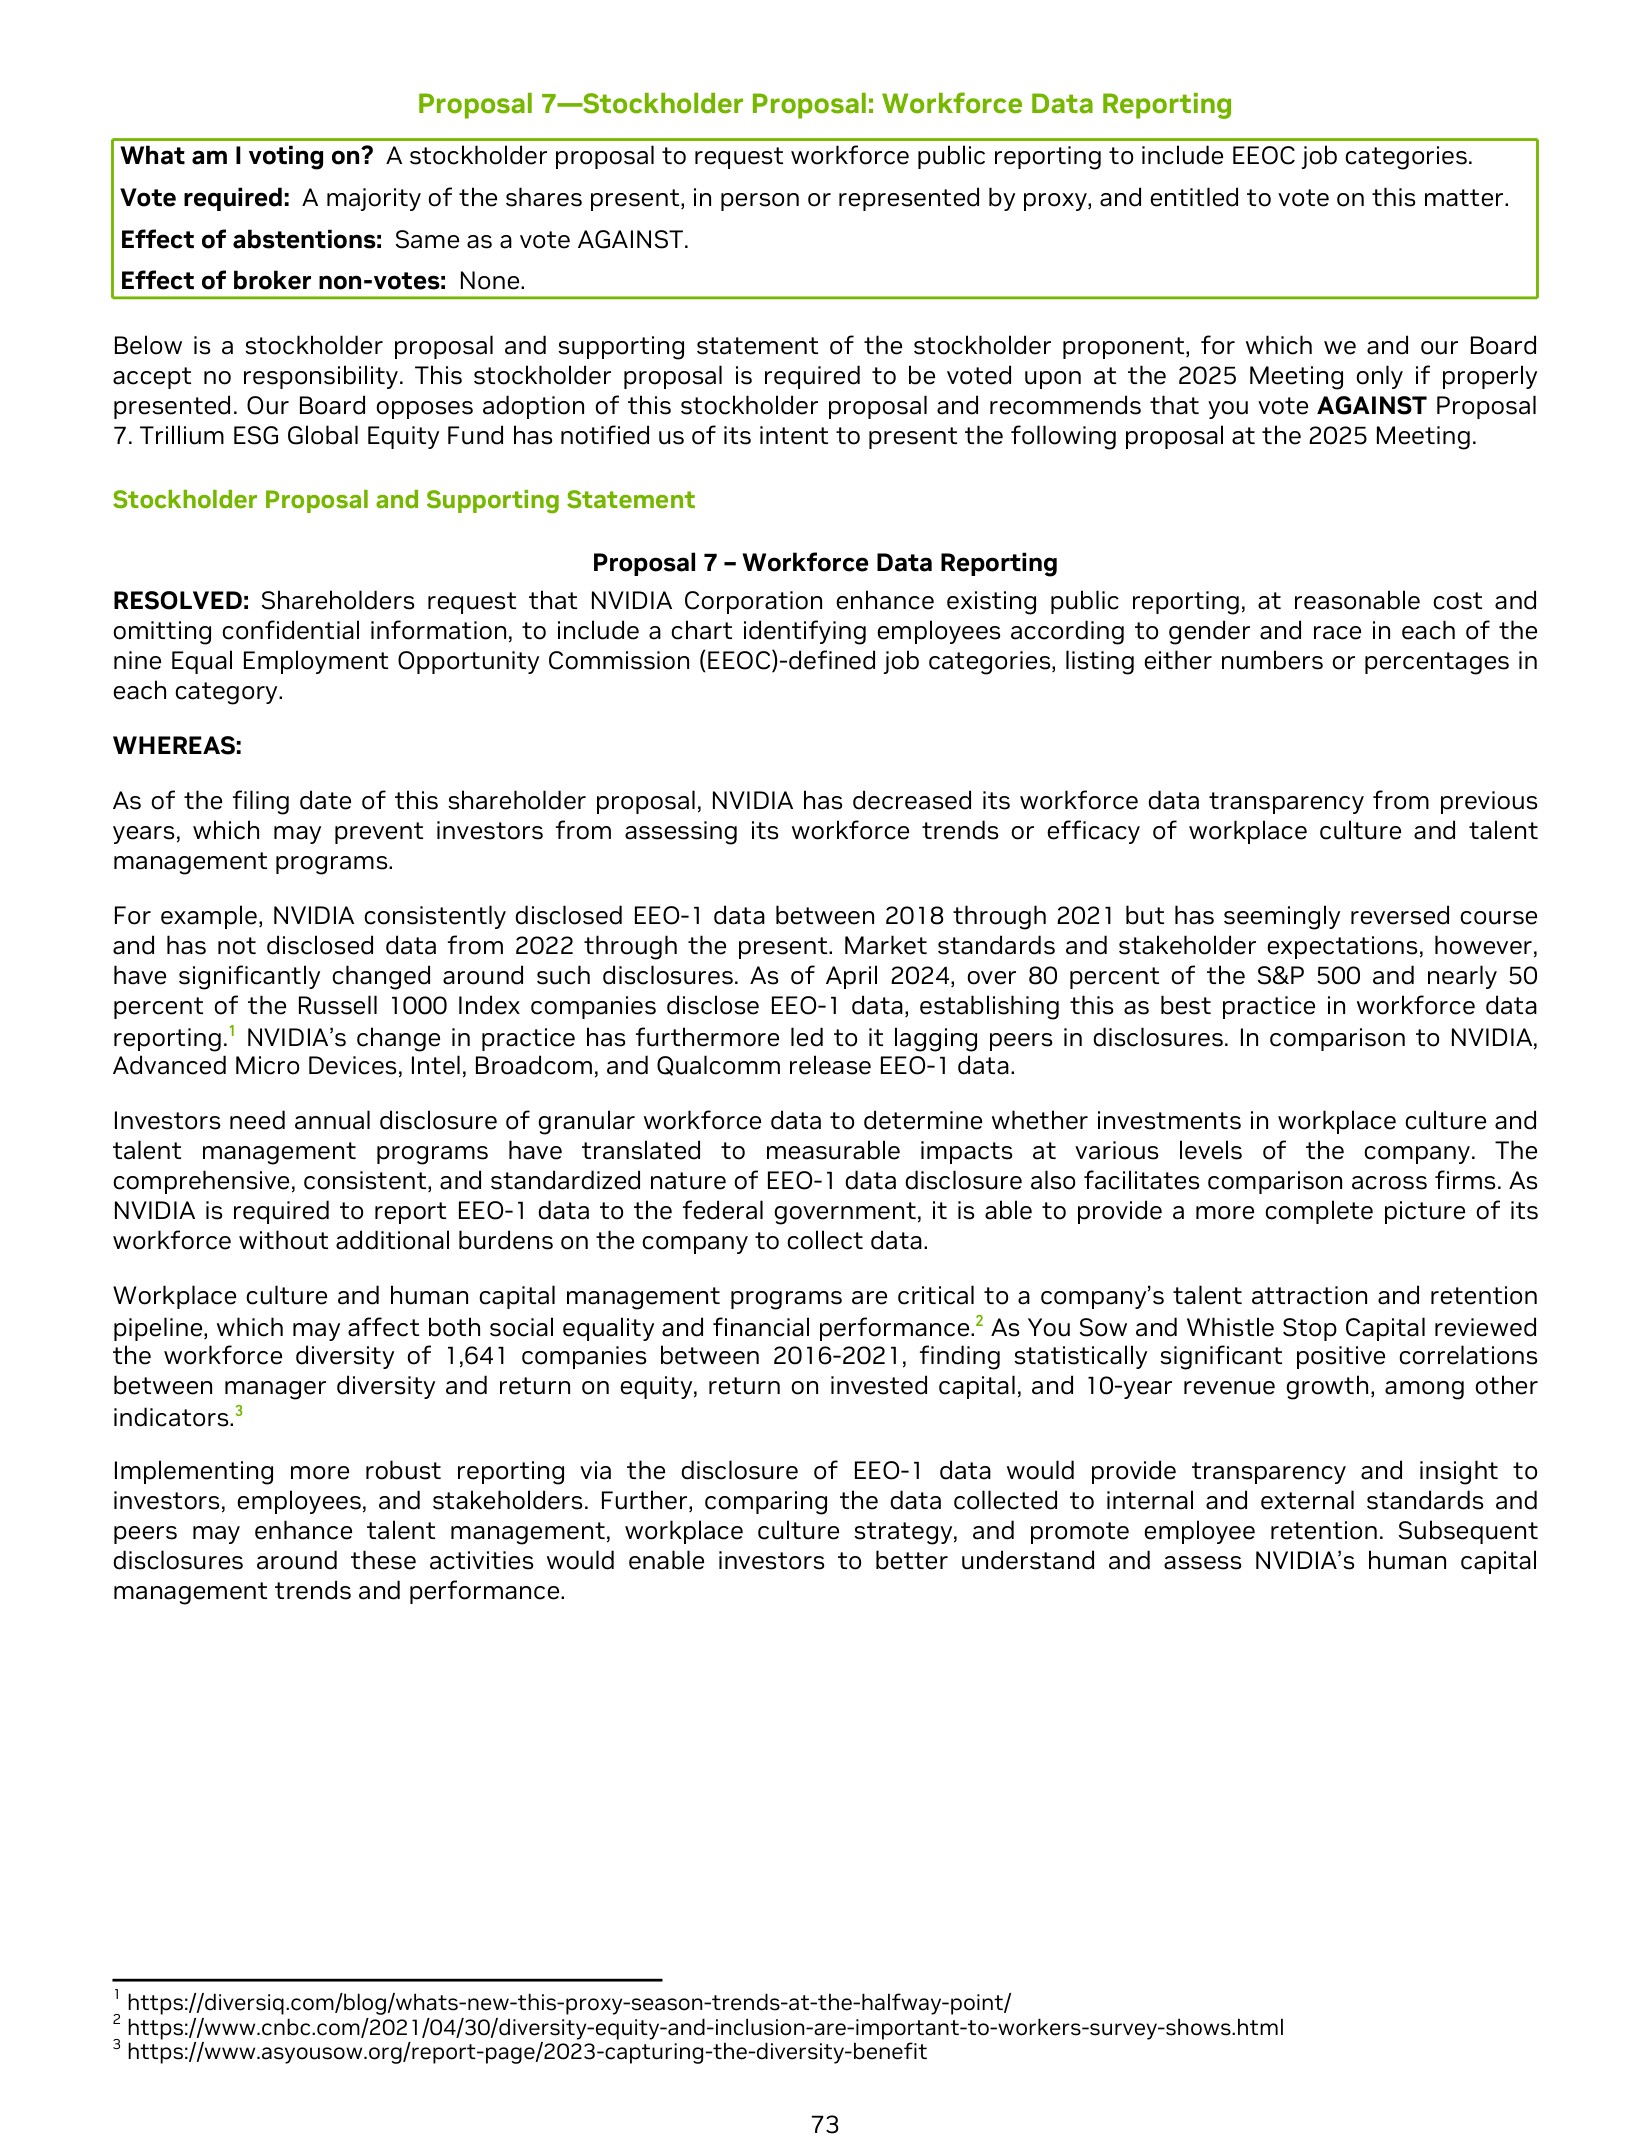 Proposal 7—Stockholder Proposal: Workforce Data Reporting
What am I voting on? A stockholder proposal to request workforce public reporting to include EEOC job categories.
Vote required: A majority of the shares present, in person or represented by proxy, and entitled to vote on this matter.
Effect of abstentions: Same as a vote AGAINST.
Effect of broker non-votes: None.
Below is a stockholder proposal and supporting statement of the stockholder proponent, for which we and our Board
accept no responsibility. This stockholder proposal is required to be voted upon at the 2025 Meeting only if properly
presented. Our Board opposes adoption of this stockholder proposal and recommends that you vote AGAINST Proposal
7. Trillium ESG Global Equity Fund has notified us of its intent to present the following proposal at the 2025 Meeting.
Stockholder Proposal and Supporting Statement
Proposal 7 – Workforce Data Reporting
RESOLVED: Shareholders request that NVIDIA Corporation enhance existing public reporting, at reasonable cost and
omitting confidential information, to include a chart identifying employees according to gender and race in each of the
nine Equal Employment Opportunity Commission (EEOC)-defined job categories, listing either numbers or percentages in
each category.
WHEREAS:
As of the filing date of this shareholder proposal, NVIDIA has decreased its workforce data transparency from previous
years, which may prevent investors from assessing its workforce trends or efficacy of workplace culture and talent
management programs.
For example, NVIDIA consistently disclosed EEO-1 data between 2018 through 2021 but has seemingly reversed course
and has not disclosed data from 2022 through the present. Market standards and stakeholder expectations, however,
have significantly changed around such disclosures. As of April 2024, over 80 percent of the S&P 500 and nearly 50
percent of the Russell 1000 Index companies disclose EEO-1 data, establishing this as best practice in workforce data
reporting.1 NVIDIA’s change in practice has furthermore led to it lagging peers in disclosures. In comparison to NVIDIA,
Advanced Micro Devices, Intel, Broadcom, and Qualcomm release EEO-1 data.
Investors need annual disclosure of granular workforce data to determine whether investments in workplace culture and
talent management programs have translated to measurable impacts at various levels of the company. The
comprehensive, consistent, and standardized nature of EEO-1 data disclosure also facilitates comparison across firms. As
NVIDIA is required to report EEO-1 data to the federal government, it is able to provide a more complete picture of its
workforce without additional burdens on the company to collect data.
Workplace culture and human capital management programs are critical to a company’s talent attraction and retention
pipeline, which may affect both social equality and financial performance.2 As You Sow and Whistle Stop Capital reviewed
the workforce diversity of 1,641 companies between 2016-2021, finding statistically significant positive correlations
between manager diversity and return on equity, return on invested capital, and 10-year revenue growth, among other
indicators.3
Implementing more robust reporting via the disclosure of EEO-1 data would provide transparency and insight to
investors, employees, and stakeholders. Further, comparing the data collected to internal and external standards and
peers may enhance talent management, workplace culture strategy, and promote employee retention. Subsequent
disclosures around these activities would enable investors to better understand and assess NVIDIA’s human capital
management trends and performance.
1 https://diversiq.com/blog/whats-new-this-proxy-season-trends-at-the-halfway-point/
2 https://www.cnbc.com/2021/04/30/diversity-equity-and-inclusion-are-important-to-workers-survey-shows.html
3 https://www.asyousow.org/report-page/2023-capturing-the-diversity-benefit
73